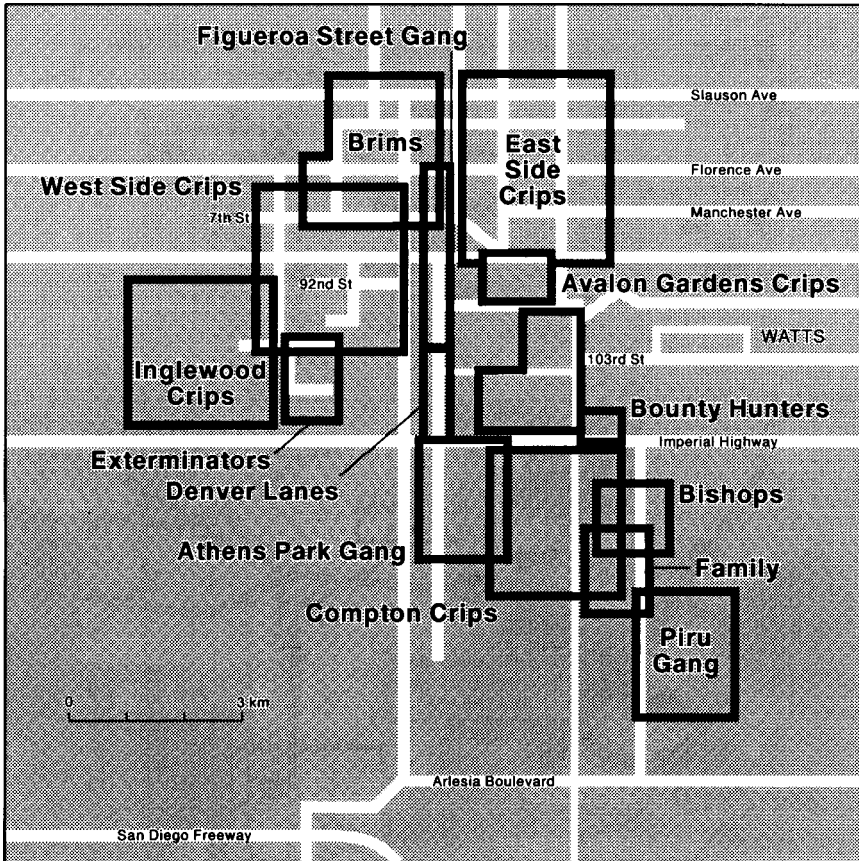 Figueroa Street Gang
Slauson Ave
Brims
East
Side
Crips
Florence Ave
West Side Crips
7th St
Manchester Ave
92nd St
Avalon Gardens Crips
WATTS
103rd St
Inglewood
Crips
Bounty Hunters
Imperial Highway
Exterminators
Denver Lanes
Bishops
Athens Park Gang
Family
Compton Crips
Piru
Gang
0 3 km
Arlesia Boulevard
San Diego Freeway